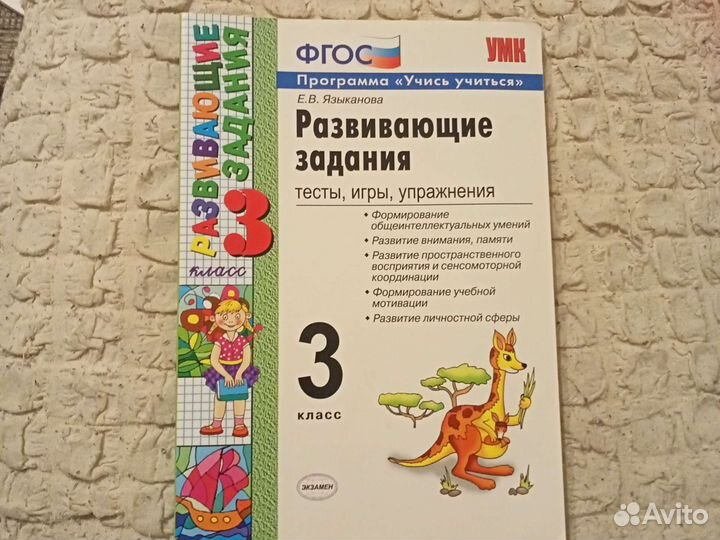 РАЗВИВАЮЩИЕ
ЗАДАНИЯ
3
класс
ФГОС
УМК
Программа «Учись учиться»
Е.В. Языканова
Развивающие
задания
тесты, игры, упражнения
• Формирование
общеинтеллектуальных умений
• Развитие внимания, памяти
• Развитие пространственного
восприятия и сенсомоторной
координации
• Формирование учебной
мотивации
• Развитие личностной сферы
3
класс
ЭКЗАМЕН
Avito